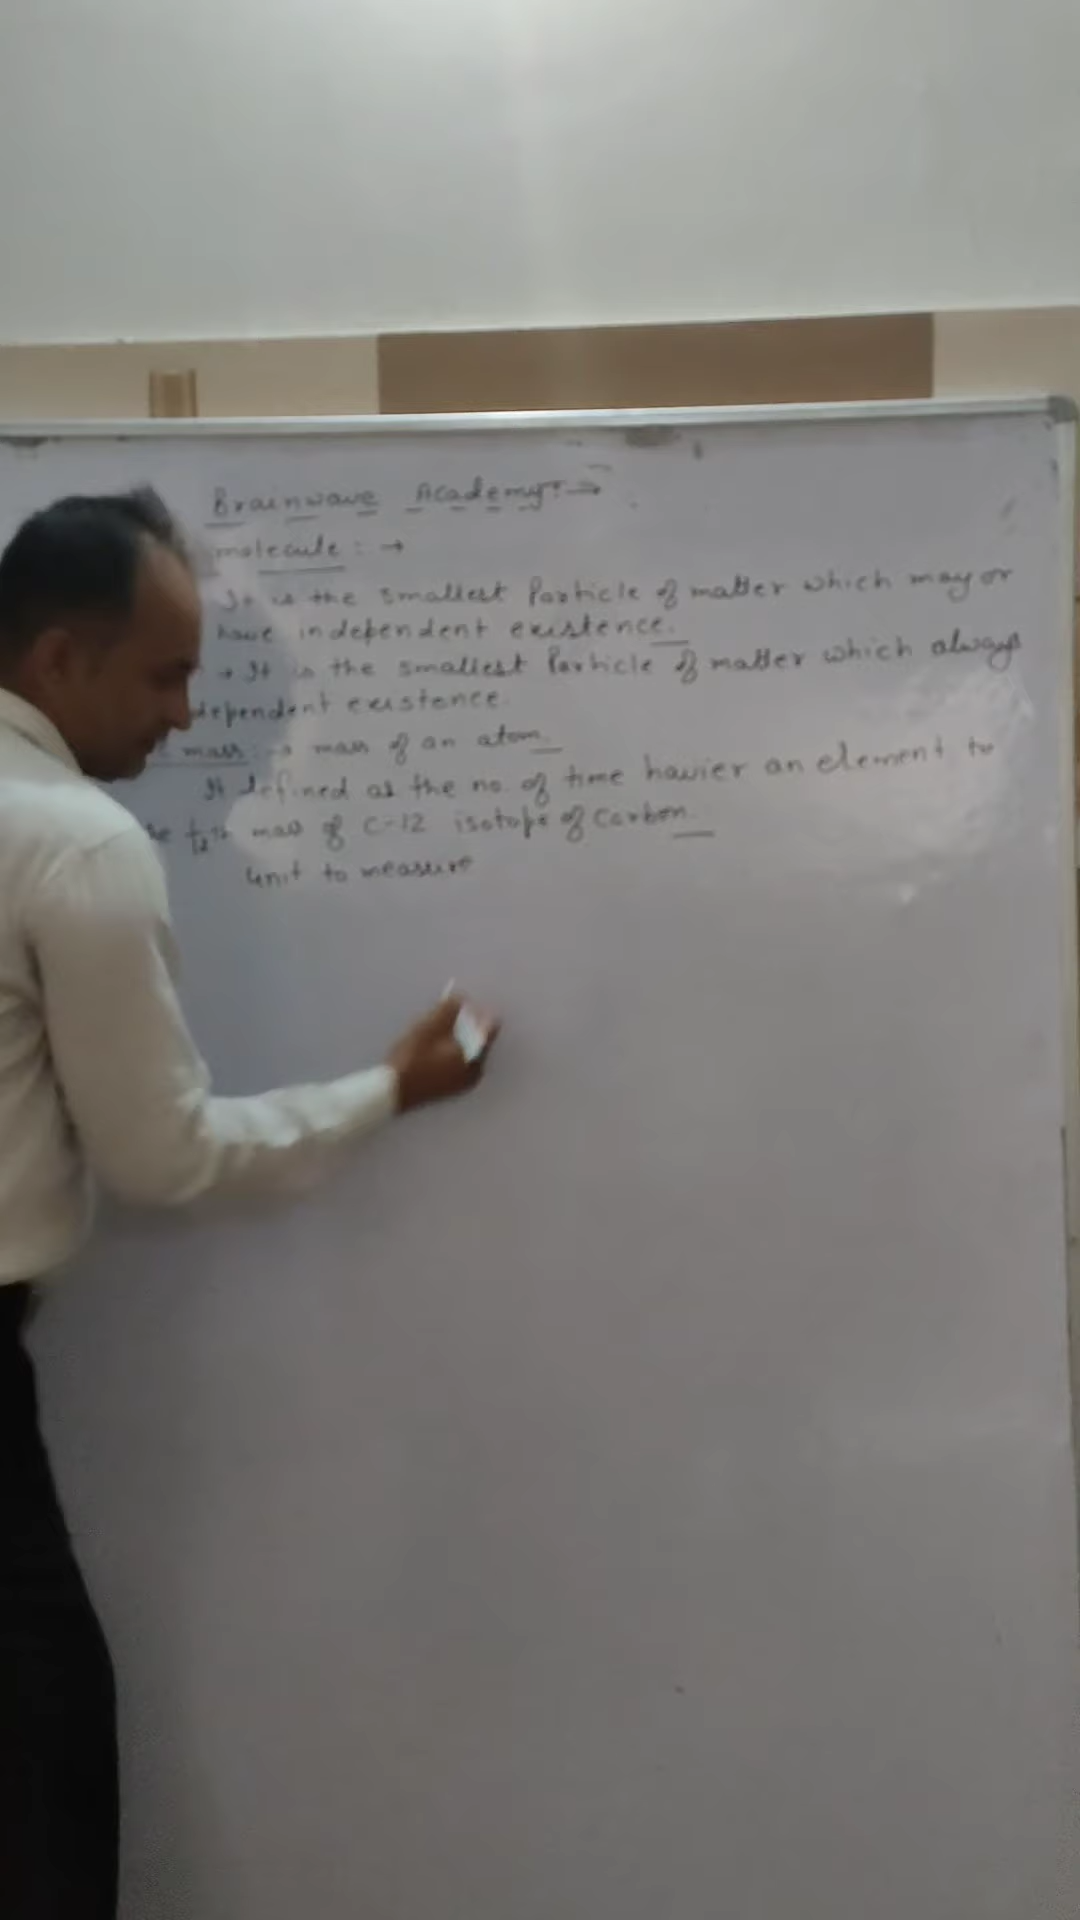 Brainwave Academy :→
molecule : →
It is the smallest Particle of matter which may or
have independent existence.
→ It is the smallest Particle of matter which always
dependent existence.
mass :→ mass of an atom
It defined as the no. of time havier an element to
1/12th mass of C-12 isotope of Carbon.
Unit to measure